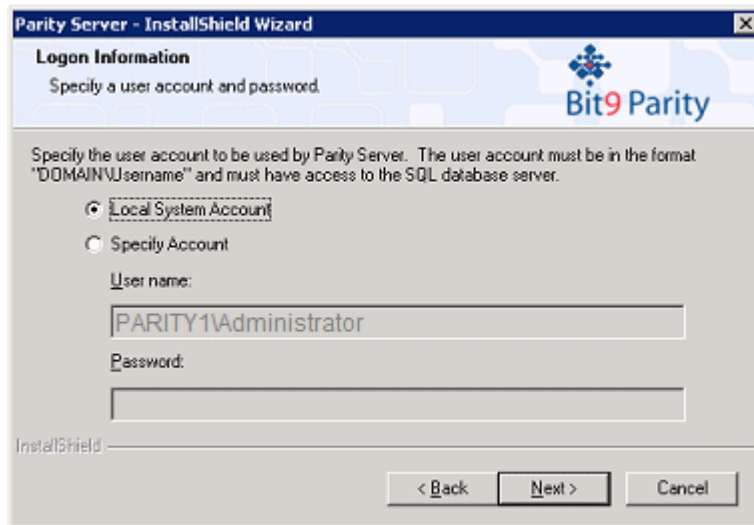 Parity Server - InstallShield Wizard
Logon Information
Specify a user account and password.
Bit9 Parity
Specify the user account to be used by Parity Server. The user account must be in the format
"DOMAIN\Username" and must have access to the SQL database server.
Local System Account
Specify Account
User name:
PARITY1\Administrator
Password:
InstallShield
< Back Next > Cancel